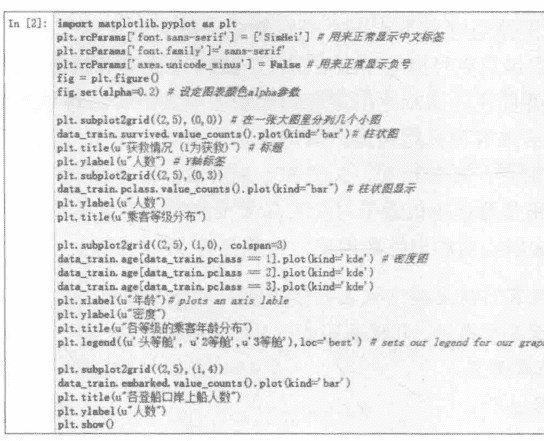 In [2]: import matplotlib.pyplot as plt
plt.rcParams['font.sans-serif'] = ['SimHei'] # 用来正常显示中文标签
plt.rcParams['font.family']='sans-serif'
plt.rcParams['axes.unicode_minus'] = False # 用来正常显示负号
fig = plt.figure()
fig.set(alpha=0.2) # 设定图表颜色alpha参数
plt.subplot2grid((2,5),(0,0)) # 在一张大图里分列几个小图
data_train.survived.value_counts().plot(kind='bar')# 柱状图
plt.title(u"获救情况 (1为获救)") # 标题
plt.ylabel(u"人数") # Y轴标签
plt.subplot2grid((2,5),(0,3))
data_train.pclass.value_counts().plot(kind="bar") # 柱状图显示
plt.ylabel(u"人数")
plt.title(u"乘客等级分布")
plt.subplot2grid((2,5),(1,0), colspan=3)
data_train.age[data_train.pclass == 1].plot(kind='kde') # 密度图
data_train.age[data_train.pclass == 2].plot(kind='kde')
data_train.age[data_train.pclass == 3].plot(kind='kde')
plt.xlabel(u"年龄")# plots an axis lable
plt.ylabel(u"密度")
plt.title(u"各等级的乘客年龄分布")
plt.legend((u'头等舱', u'2等舱',u'3等舱'),loc='best') # sets our legend for our grap
plt.subplot2grid((2,5),(1,4))
data_train.embarked.value_counts().plot(kind='bar')
plt.title(u"各登船口岸上船人数")
plt.ylabel(u"人数")
plt.show()